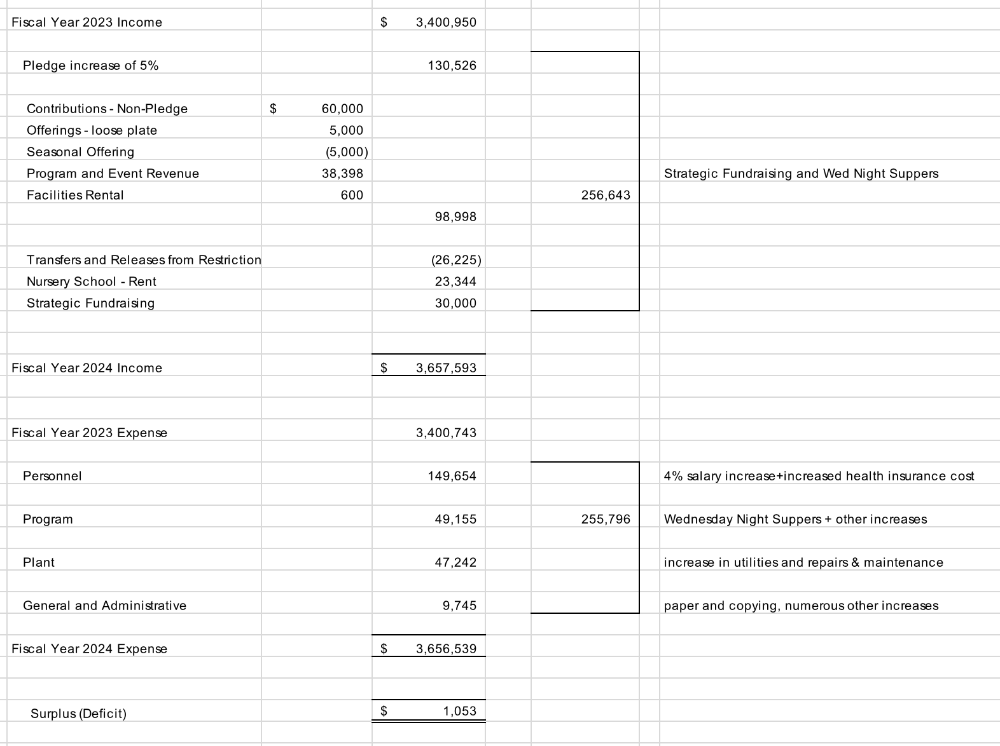 Fiscal Year 2023 Income $ 3,400,950
Pledge increase of 5% 130,526
Contributions - Non-Pledge $ 60,000
Offerings - loose plate 5,000
Seasonal Offering (5,000)
Program and Event Revenue 38,398 Strategic Fundraising and Wed Night Suppers
Facilities Rental 600 256,643
98,998
Transfers and Releases from Restriction (26,225)
Nursery School - Rent 23,344
Strategic Fundraising 30,000
Fiscal Year 2024 Income $ 3,657,593
Fiscal Year 2023 Expense 3,400,743
Personnel 149,654 4% salary increase+increased health insurance cost
Program 49,155 255,796 Wednesday Night Suppers + other increases
Plant 47,242 increase in utilities and repairs & maintenance
General and Administrative 9,745 paper and copying, numerous other increases
Fiscal Year 2024 Expense $ 3,656,539
Surplus (Deficit) $ 1,053